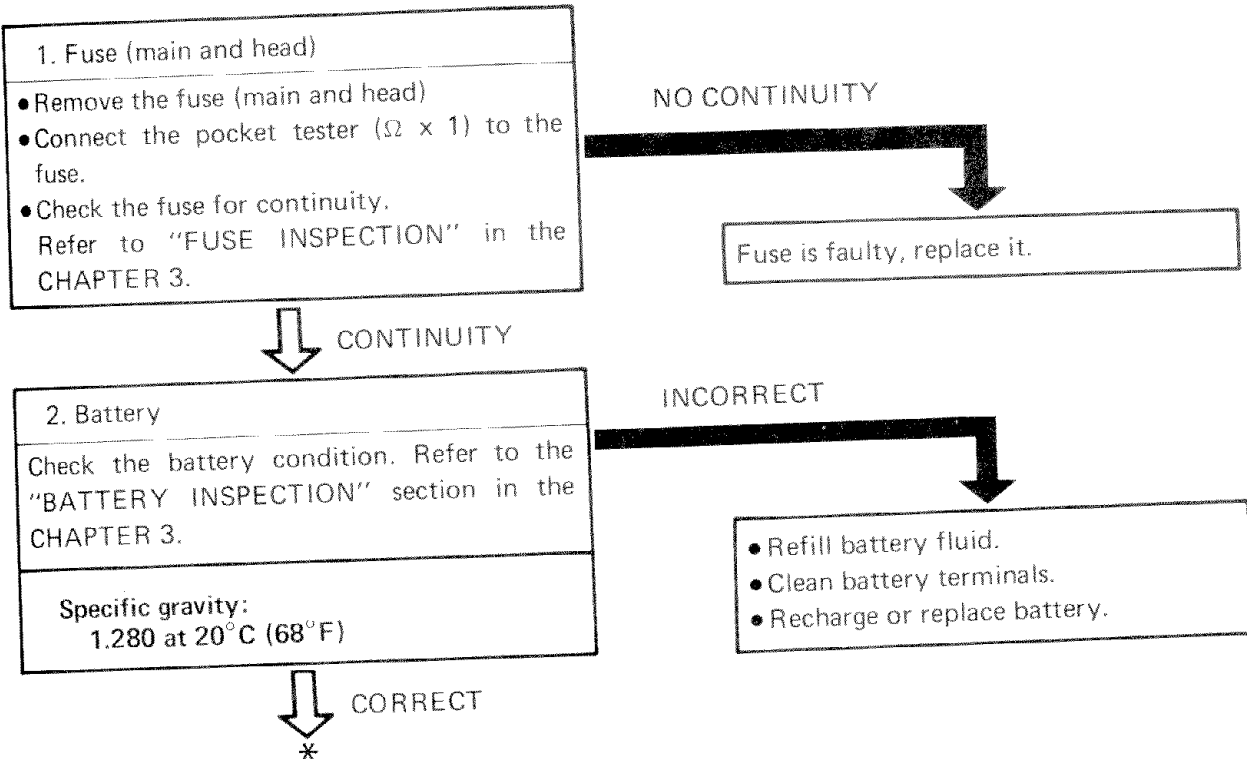 1. Fuse (main and head)
•Remove the fuse (main and head)
•Connect the pocket tester (Ω x 1) to the
fuse.
•Check the fuse for continuity.
Refer to "FUSE INSPECTION" in the
CHAPTER 3.
NO CONTINUITY
Fuse is faulty, replace it.
CONTINUITY
2. Battery
Check the battery condition. Refer to the
"BATTERY INSPECTION" section in the
CHAPTER 3.
Specific gravity:
1.280 at 20°C (68°F)
INCORRECT
• Refill battery fluid.
• Clean battery terminals.
• Recharge or replace battery.
CORRECT
*